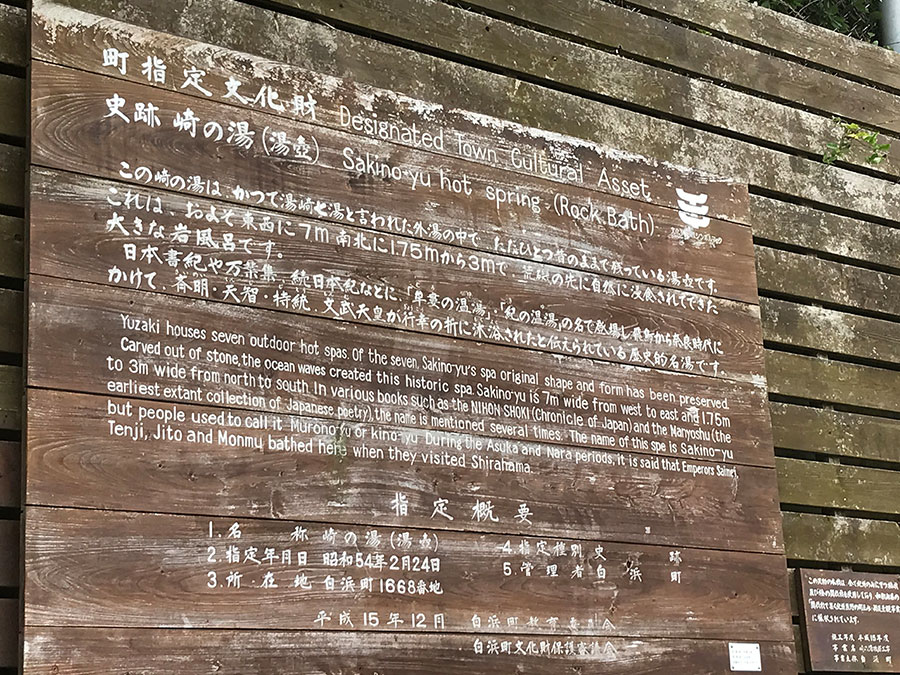 町指定文化財 Designated Town Cultural Asset
史跡 崎の湯(湯壺) Sakino-yu hot spring (Rock Bath)
この崎の湯は、かつて湯崎七湯と言われた外湯の中で、ただひとつ昔のままで残っている湯立です。
これは、およそ東西に7m南北に1.75mから3mで、の先に自然に浸食されてできた
大きな岩風呂です。
日本書紀や万葉集、続日本紀などに、「牟婁の温湯」・「紀の温湯」の名で登場し飛鳥から奈良時代に
かけて、斎明・天智・持統、文武天皇が行幸の折に沐浴されたと伝えられている歴史的名湯です。
Yuzaki houses seven outdoor hot spas of the seven, Sakino-yu's spa original shape and form has been preserved
Carved out of stone, the ocean waves created this historic spa. Sakino-yu is 7m wide from west to east and 1.75m
to 3m wide from north to south. In various books such as the NIHON SHOKI (Chronicle of Japan) and the Manyoshu (the
earliest extant collection of Japanese poetry), the name is mentioned several times. The name of this spe is Sakino-yu
but people used to call it Murono-yu or kino-yu During the Asuka and Nara periods, it is said that Emperors Saimei,
Tenji, Jito and Monmu bathed here when they visited Shirahama.
指定概要
1. 名 称 崎の湯(湯壺)
2. 指定年月日 昭和54年2月24日
3. 所在地 白浜町1668番地
4. 指定種別 史 跡
5. 管理者 白浜町
平成15年12月 白浜町教育委員会
白浜町文化財保護審議会